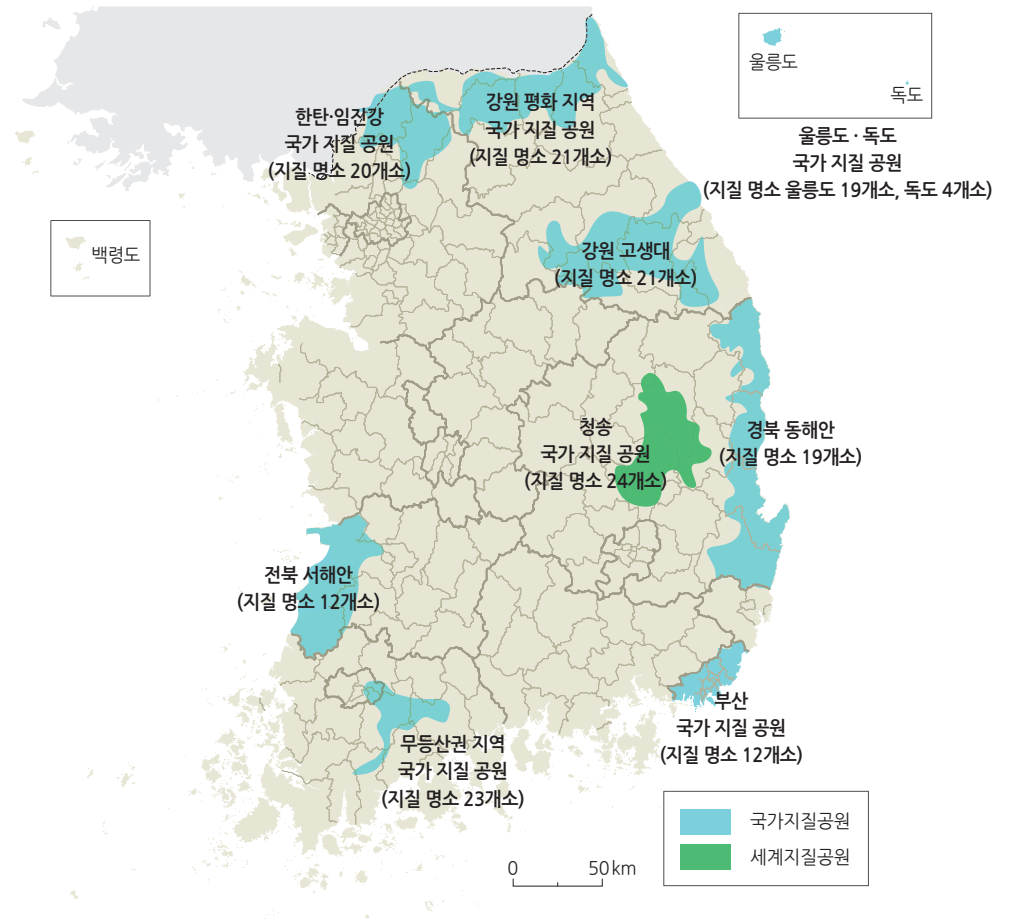 울릉도
독도
울릉도 · 독도
국가 지질 공원
(지질 명소 울릉도 19개소, 독도 4개소)
한탄·임진강
국가 지질 공원
(지질 명소 20개소)
강원 평화 지역
국가 지질 공원
(지질 명소 21개소)
백령도
강원 고생대
(지질 명소 21개소)
청송
국가 지질 공원
(지질 명소 24개소)
경북 동해안
(지질 명소 19개소)
전북 서해안
(지질 명소 12개소)
부산
국가 지질 공원
(지질 명소 12개소)
무등산권 지역
국가 지질 공원
(지질 명소 23개소)
국가지질공원
세계지질공원
0 50 km